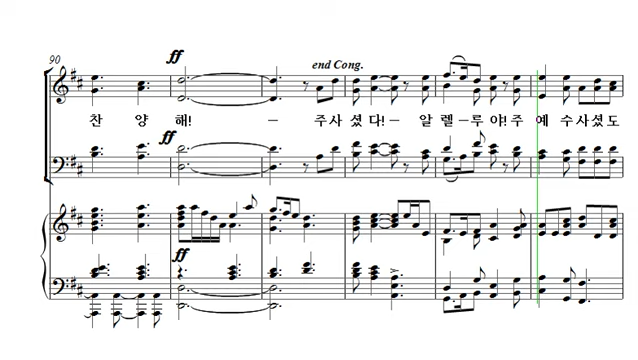 90
ff
end Cong.
찬 양 해! - 주사 셨 다!- 알 렐-루 야!주 예 수사셨도
ff
ff